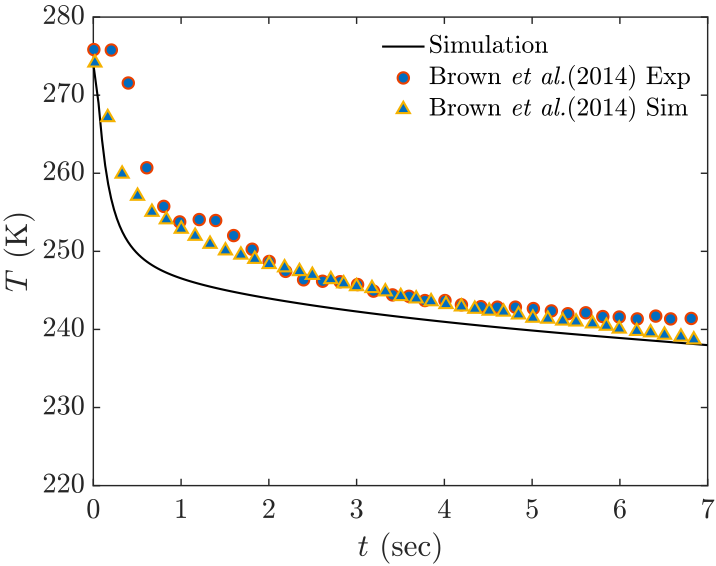 280
270
260
250
240
230
220
T (K)
0 1 2 3 4 5 6 7
t (sec)
Simulation
Brown et al.(2014) Exp
Brown et al.(2014) Sim